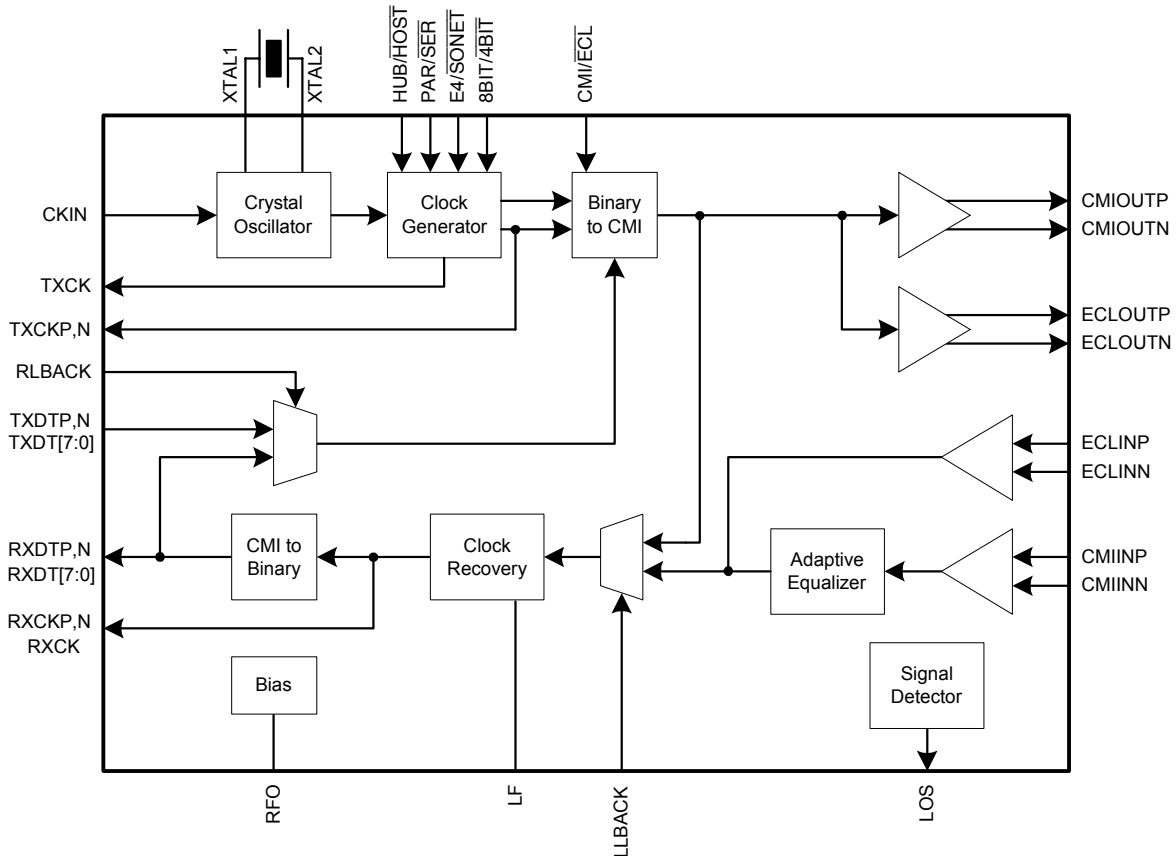 XTAL1
XTAL2
HUB/HOST
PAR/SER
E4/SONET
8BIT/4BIT
CMI/ECL
CKIN
Crystal
Oscillator
Clock
Generator
Binary
to CMI
CMIOUTP
CMIOUTN
TXCK
TXCKP,N
ECLOUTP
ECLOUTN
RLBACK
TXDTP,N
TXDT[7:0]
ECLINP
ECLINN
RXDTP,N
RXDT[7:0]
CMI to
Binary
Clock
Recovery
Adaptive
Equalizer
CMIINP
CMIINN
RXCKP,N
RXCK
Bias
Signal
Detector
RFO
LF
LLBACK
LOS